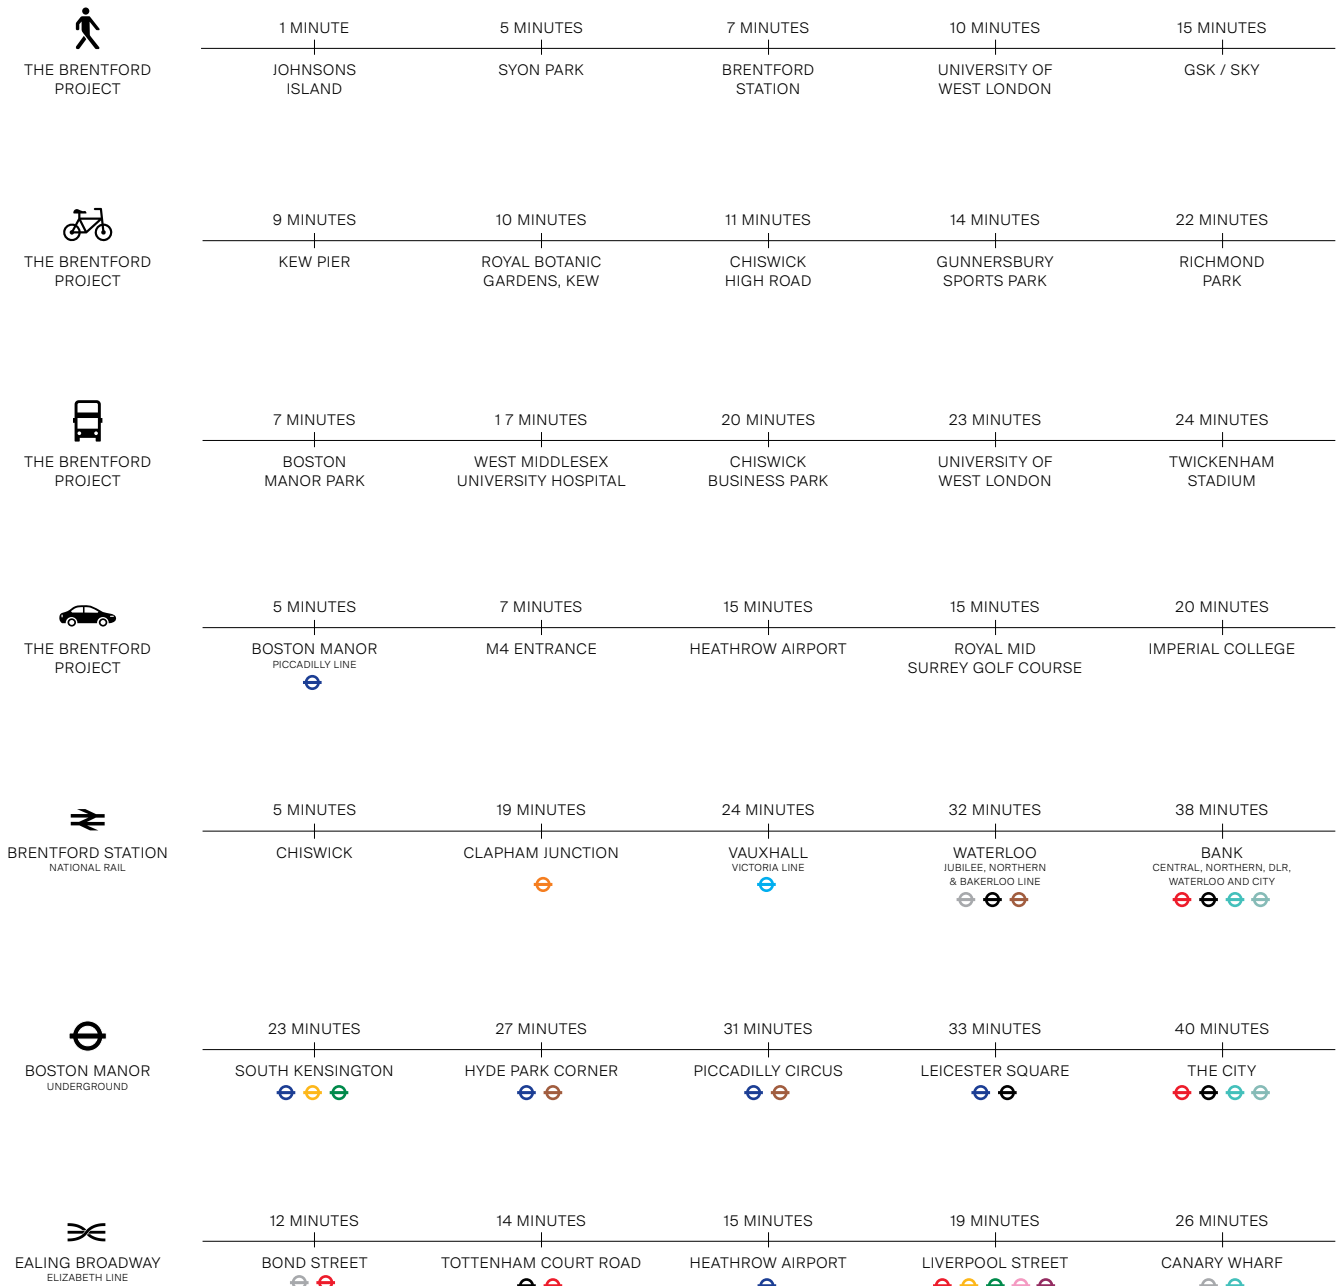 1 MINUTE 5 MINUTES 7 MINUTES 10 MINUTES 15 MINUTES
THE BRENTFORD JOHNSONS SYON PARK BRENTFORD UNIVERSITY OF GSK / SKY
PROJECT ISLAND STATION WEST LONDON
9 MINUTES 10 MINUTES 11 MINUTES 14 MINUTES 22 MINUTES
THE BRENTFORD KEW PIER ROYAL BOTANIC CHISWICK GUNNERSBURY RICHMOND
PROJECT GARDENS, KEW HIGH ROAD SPORTS PARK PARK
7 MINUTES 1 7 MINUTES 20 MINUTES 23 MINUTES 24 MINUTES
THE BRENTFORD BOSTON WEST MIDDLESEX CHISWICK UNIVERSITY OF TWICKENHAM
PROJECT MANOR PARK UNIVERSITY HOSPITAL BUSINESS PARK WEST LONDON STADIUM
5 MINUTES 7 MINUTES 15 MINUTES 15 MINUTES 20 MINUTES
THE BRENTFORD BOSTON MANOR M4 ENTRANCE HEATHROW AIRPORT ROYAL MID IMPERIAL COLLEGE
PROJECT PICCADILLY LINE SURREY GOLF COURSE
5 MINUTES 19 MINUTES 24 MINUTES 32 MINUTES 38 MINUTES
BRENTFORD STATION CHISWICK CLAPHAM JUNCTION VAUXHALL WATERLOO BANK
NATIONAL RAIL VICTORIA LINE JUBILEE, NORTHERN CENTRAL, NORTHERN, DLR,
& BAKERLOO LINE WATERLOO AND CITY
23 MINUTES 27 MINUTES 31 MINUTES 33 MINUTES 40 MINUTES
BOSTON MANOR SOUTH KENSINGTON HYDE PARK CORNER PICCADILLY CIRCUS LEICESTER SQUARE THE CITY
UNDERGROUND
12 MINUTES 14 MINUTES 15 MINUTES 19 MINUTES 26 MINUTES
EALING BROADWAY BOND STREET TOTTENHAM COURT ROAD HEATHROW AIRPORT LIVERPOOL STREET CANARY WHARF
ELIZABETH LINE